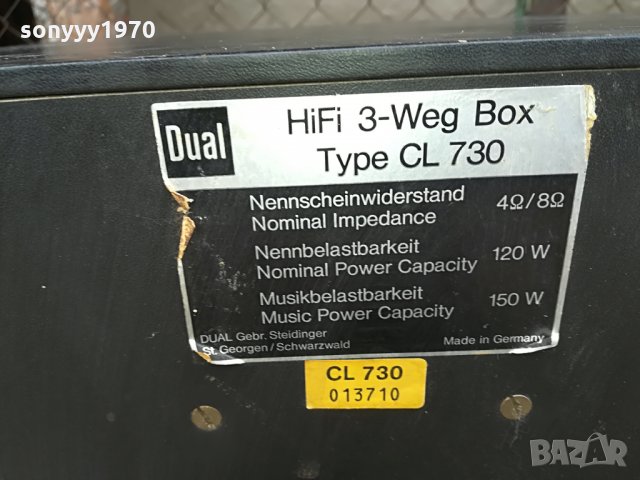 sonyyy1970
Dual
HiFi 3-Weg Box
Type CL 730
Nennscheinwiderstand
Nominal Impedance
4Ω/8Ω
Nennbelastbarkeit
Nominal Power Capacity
120 W
Musikbelastbarkeit
Music Power Capacity
150 W
DUAL Gebr. Steidinger
St. Georgen/Schwarzwald
Made in Germany
CL 730
013710
BAZAR